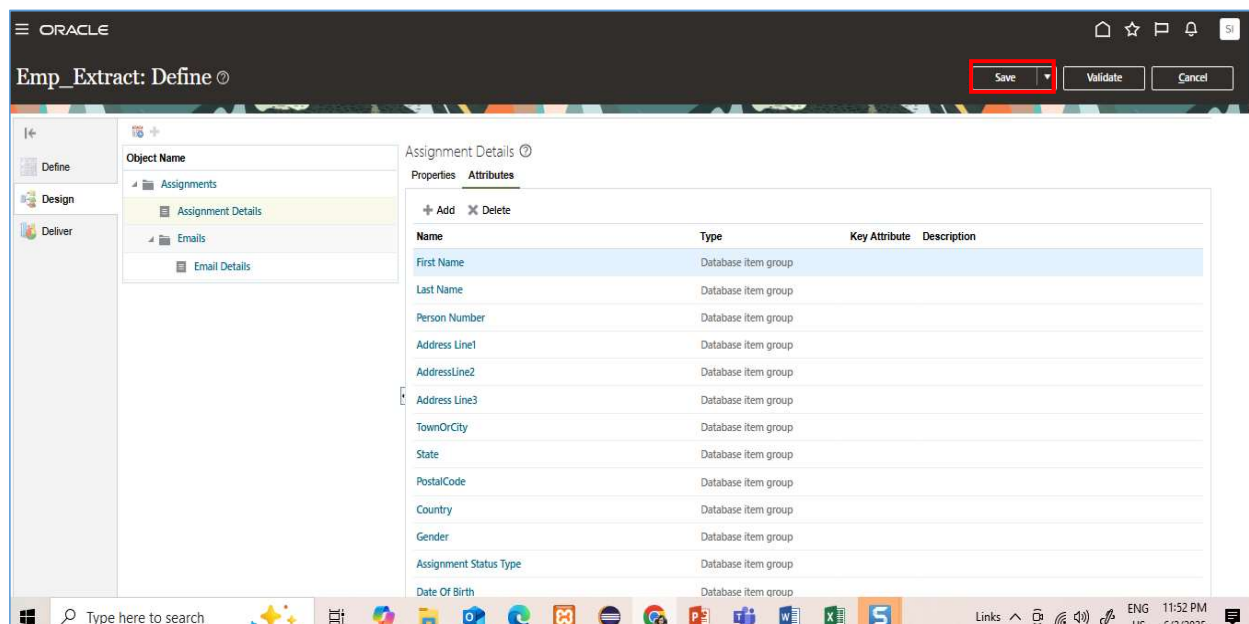 ORACLE
SI
Emp_Extract: Define
Save
Validate
Cancel
Define
Design
Deliver
Object Name
Assignments
Assignment Details
Emails
Email Details
Assignment Details
Properties Attributes
Add Delete
Name Type Key Attribute Description
First Name Database item group
Last Name Database item group
Person Number Database item group
Address Line1 Database item group
AddressLine2 Database item group
Address Line3 Database item group
TownOrCity Database item group
State Database item group
PostalCode Database item group
Country Database item group
Gender Database item group
Assignment Status Type Database item group
Date Of Birth Database item group
Type here to search
Links
ENG 11:52 PM